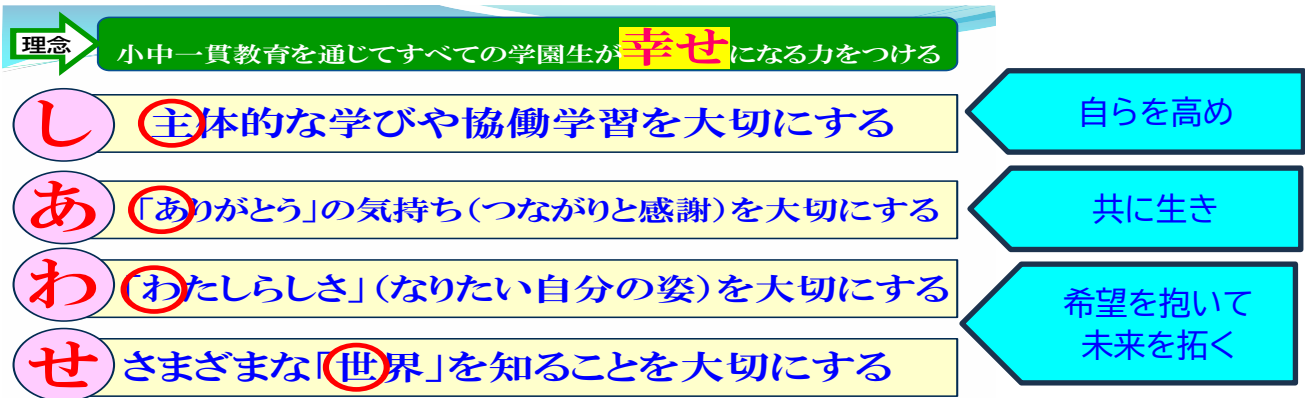 理念
小中一貫教育を通じてすべての学園生が幸せになる力をつける
し 主体的な学びや協働学習を大切にする
自らを高め
あ 「ありがとう」の気持ち（つながりと感謝）を大切にする
共に生き
わ 「わたしらしさ」（なりたい自分の姿）を大切にする
希望を抱いて
未来を拓く
せ さまざまな「世界」を知ることを大切にする